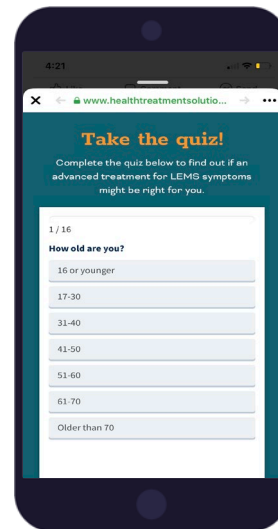 4:21
www.healthtreatmentsolutio...
Take the quiz!
Complete the quiz below to find out if an
advanced treatment for LEMS symptoms
might be right for you.
1 / 16
How old are you?
16 or younger
17-30
31-40
41-50
51-60
61-70
Older than 70